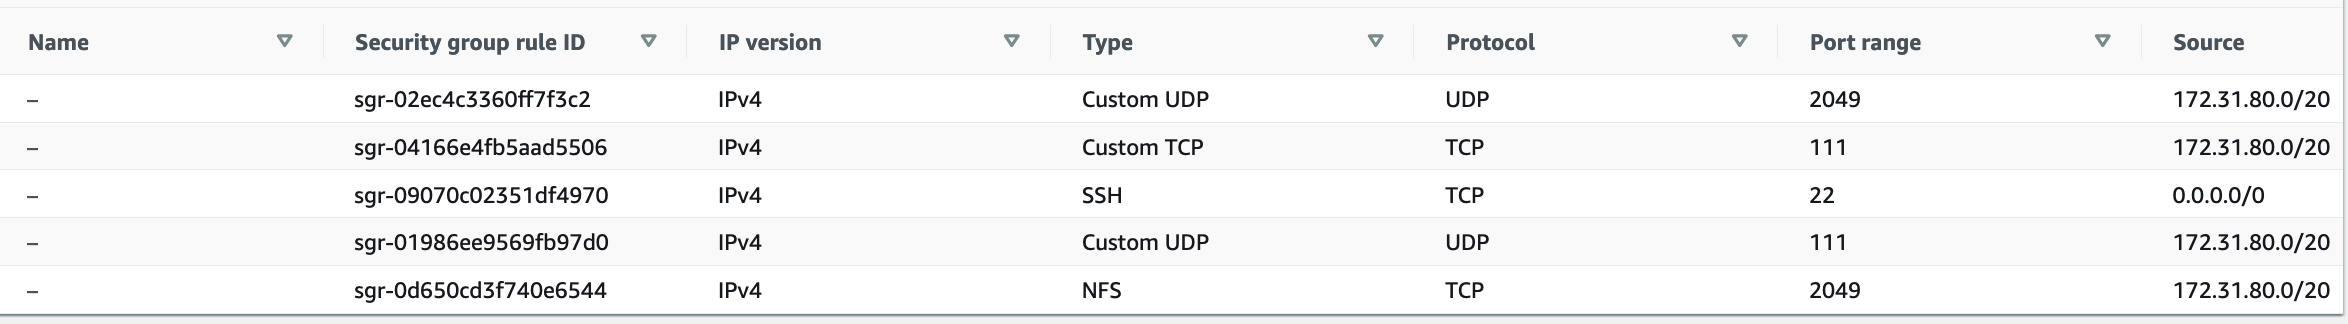 Name Security group rule ID IP version Type Protocol Port range Source
– sgr-02ec4c3360ff7f3c2 IPv4 Custom UDP UDP 2049 172.31.80.0/20
– sgr-04166e4fb5aad5506 IPv4 Custom TCP TCP 111 172.31.80.0/20
– sgr-09070c02351df4970 IPv4 SSH TCP 22 0.0.0.0/0
– sgr-01986ee9569fb97d0 IPv4 Custom UDP UDP 111 172.31.80.0/20
– sgr-0d650cd3f740e6544 IPv4 NFS TCP 2049 172.31.80.0/20